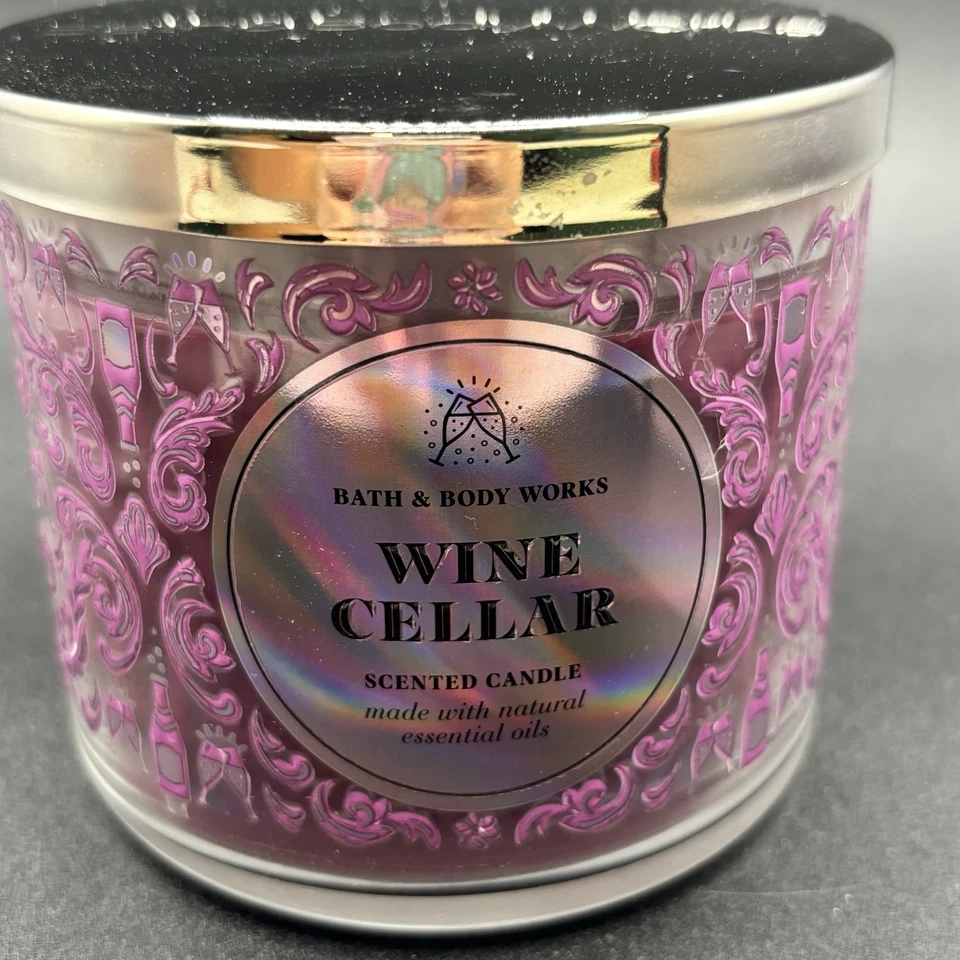 BATH & BODY WORKS
WINE
CELLAR
SCENTED CANDLE
made with natural
essential oils